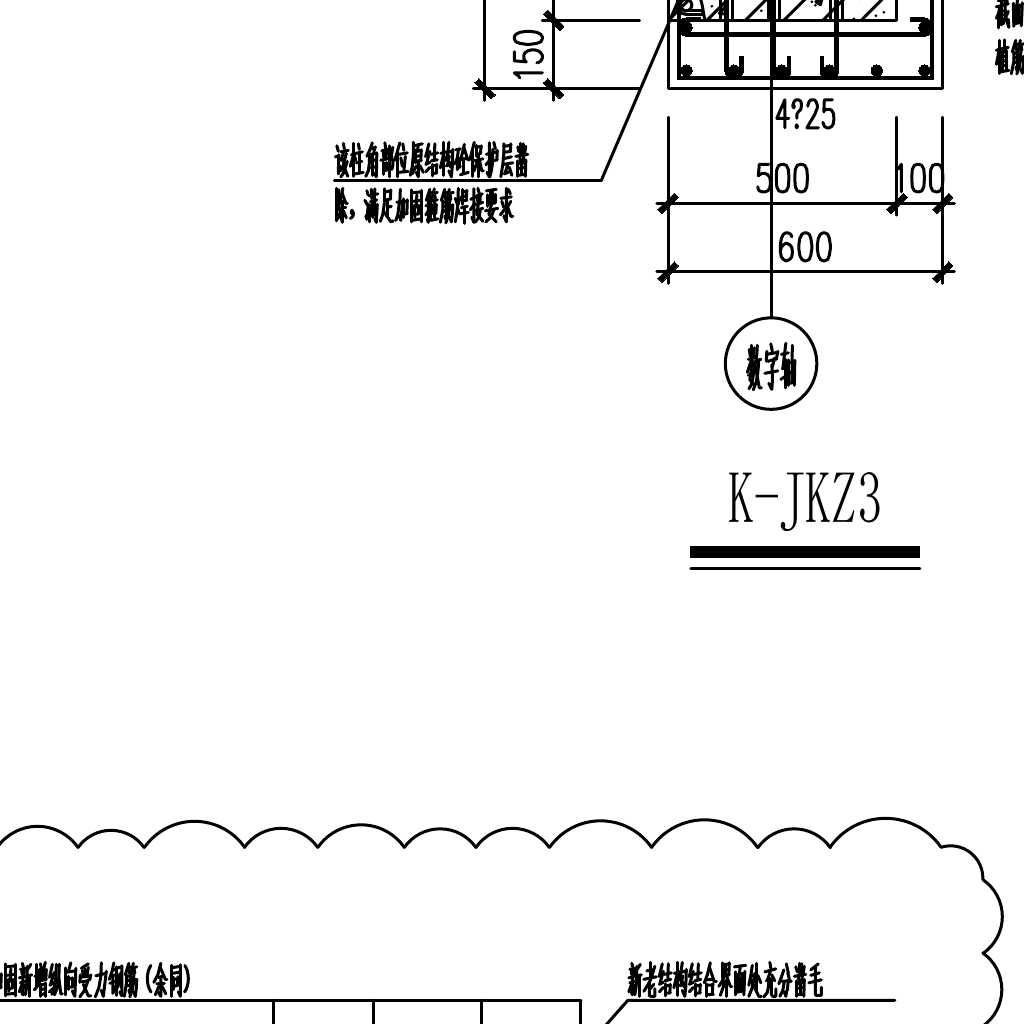 截面
植筋
150
4?25
该柱角部位原结构砼保护层凿
除，满足加固箍筋焊接要求
500
100
600
数字轴
K-JKZ3
固新增纵向受力钢筋（余同）
新老结构结合界面处充分凿毛